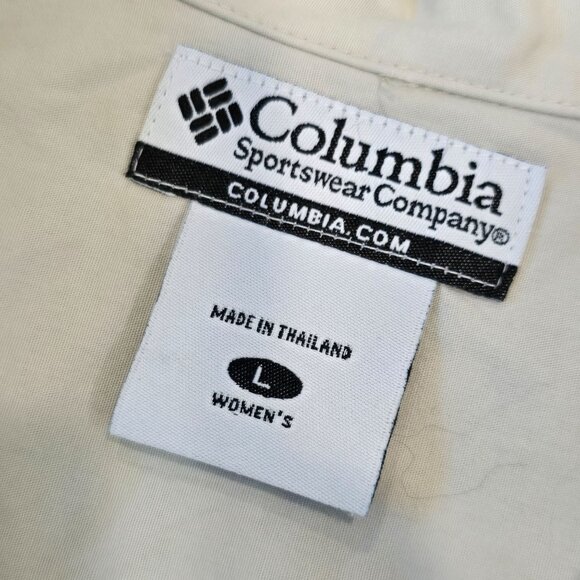 Columbia
Sportswear Company®
COLUMBIA.COM
MADE IN THAILAND
L
WOMEN'S